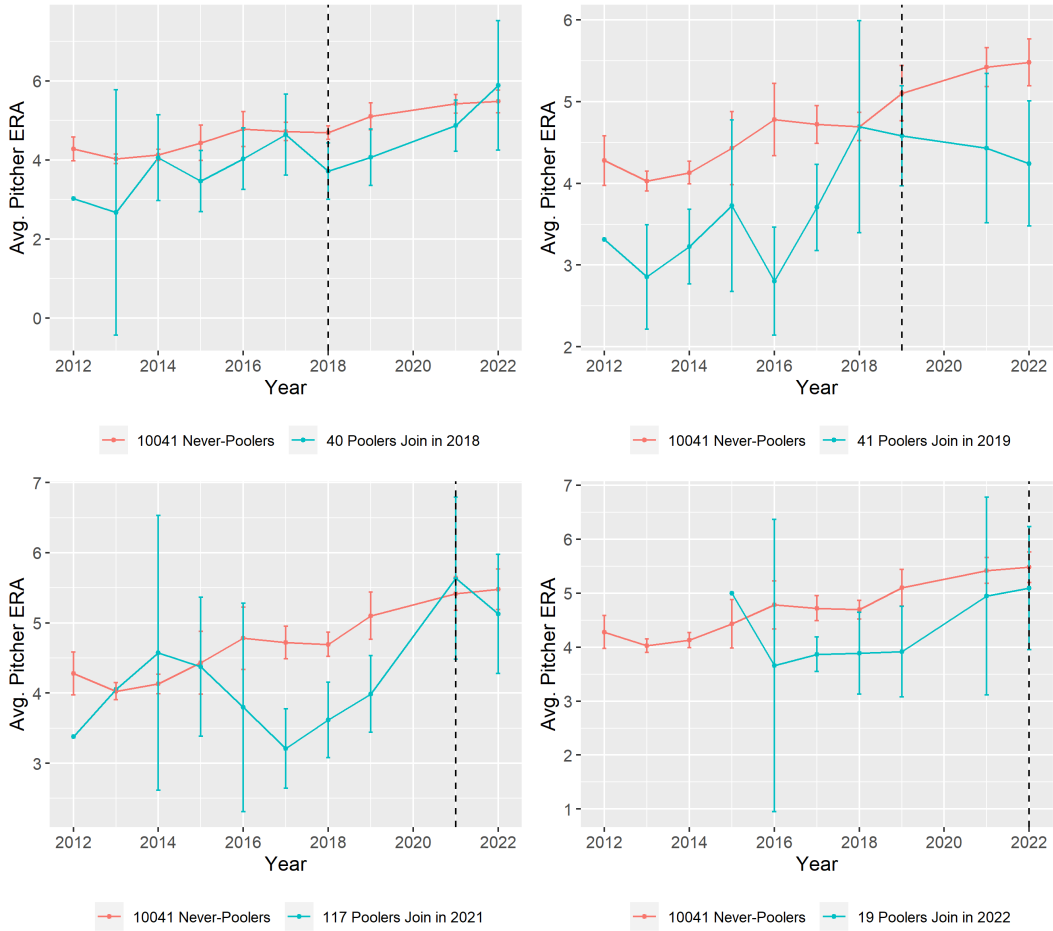 Avg. Pitcher ERA
6
4
2
0
2012 2014 2016 2018 2020 2022
Year
10041 Never-Poolers 40 Poolers Join in 2018
Avg. Pitcher ERA
6
5
4
3
2
2012 2014 2016 2018 2020 2022
Year
10041 Never-Poolers 41 Poolers Join in 2019
Avg. Pitcher ERA
7
6
5
4
3
2012 2014 2016 2018 2020 2022
Year
10041 Never-Poolers 117 Poolers Join in 2021
Avg. Pitcher ERA
7
6
5
4
3
2
1
2012 2014 2016 2018 2020 2022
Year
10041 Never-Poolers 19 Poolers Join in 2022